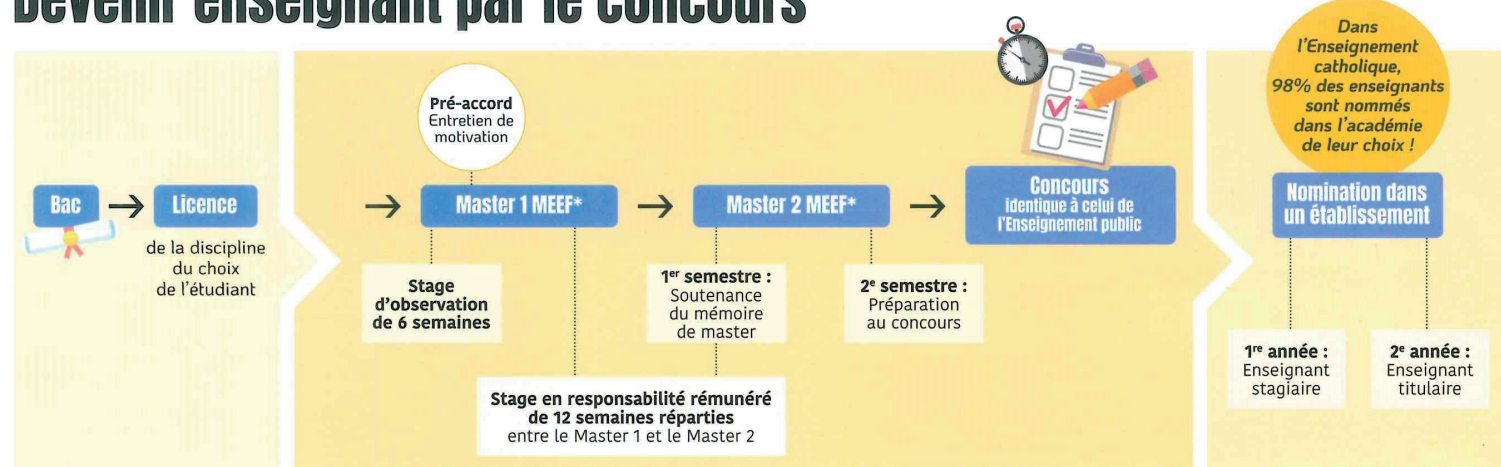 Devenir enseignant par le concours
Bac
Licence
de la discipline
du choix
de l'étudiant
Pré-accord
Entretien de
motivation
Master 1 MEEF*
Stage
d'observation
de 6 semaines
Master 2 MEEF*
1er semestre :
Soutenance
du mémoire
de master
2e semestre :
Préparation
au concours
Stage en responsabilité rémunéré
de 12 semaines réparties
entre le Master 1 et le Master 2
Concours
identique à celui de
l'Enseignement public
Dans
l'Enseignement
catholique,
98% des enseignants
sont nommés
dans l'académie
de leur choix !
Nomination dans
un établissement
1re année :
Enseignant
stagiaire
2e année :
Enseignant
titulaire